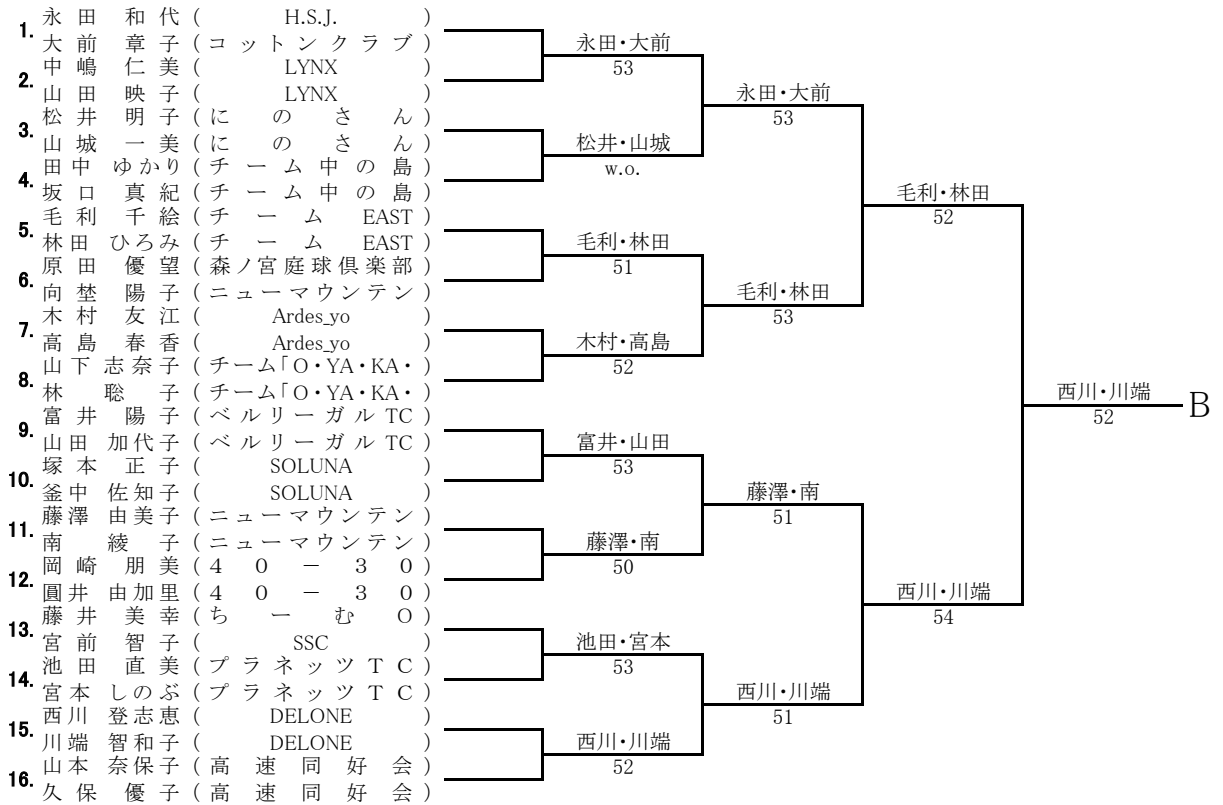 永田 和代 ( H.S.J. )
1.
大前 章子 ( コットンクラブ )
中嶋 仁美 ( LYNX )
2.
山田 映子 ( LYNX )
松井 明子 ( にのさん )
3.
山城 一美 ( にのさん )
田中 ゆかり ( チーム中の島 )
4.
坂口 真紀 ( チーム中の島 )
毛利 千絵 ( チーム EAST )
5.
林田 ひろみ ( チーム EAST )
原田 優望 ( 森ノ宮庭球倶楽部 )
6.
向埜 陽子 ( ニューマウンテン )
木村 友江 ( Ardes_yo )
7.
高島 春香 ( Ardes_yo )
山下 志奈子 ( チーム「O・YA・KA・
8.
林 聡子 ( チーム「O・YA・KA・
富井 陽子 ( ベルリーガル TC )
9.
山田 加代子 ( ベルリーガル TC )
塚本 正子 ( SOLUNA )
10.
釜中 佐知子 ( SOLUNA )
藤澤 由美子 ( ニューマウンテン )
11.
南 綾子 ( ニューマウンテン )
岡崎 朋美 ( 40－30 )
12.
圓井 由加里 ( 40－30 )
藤井 美幸 ( ちーむ O )
13.
宮前 智子 ( SSC )
池田 直美 ( プラネッツTC )
14.
宮本 しのぶ ( プラネッツTC )
西川 登志恵 ( DELONE )
15.
川端 智和子 ( DELONE )
山本 奈保子 ( 高速同好会 )
16.
久保 優子 ( 高速同好会 )
永田・大前
53
松井・山城
w.o.
毛利・林田
51
木村・高島
52
富井・山田
53
藤澤・南
50
池田・宮本
53
西川・川端
52
永田・大前
53
毛利・林田
53
藤澤・南
51
西川・川端
51
毛利・林田
52
西川・川端
54
西川・川端
52
B